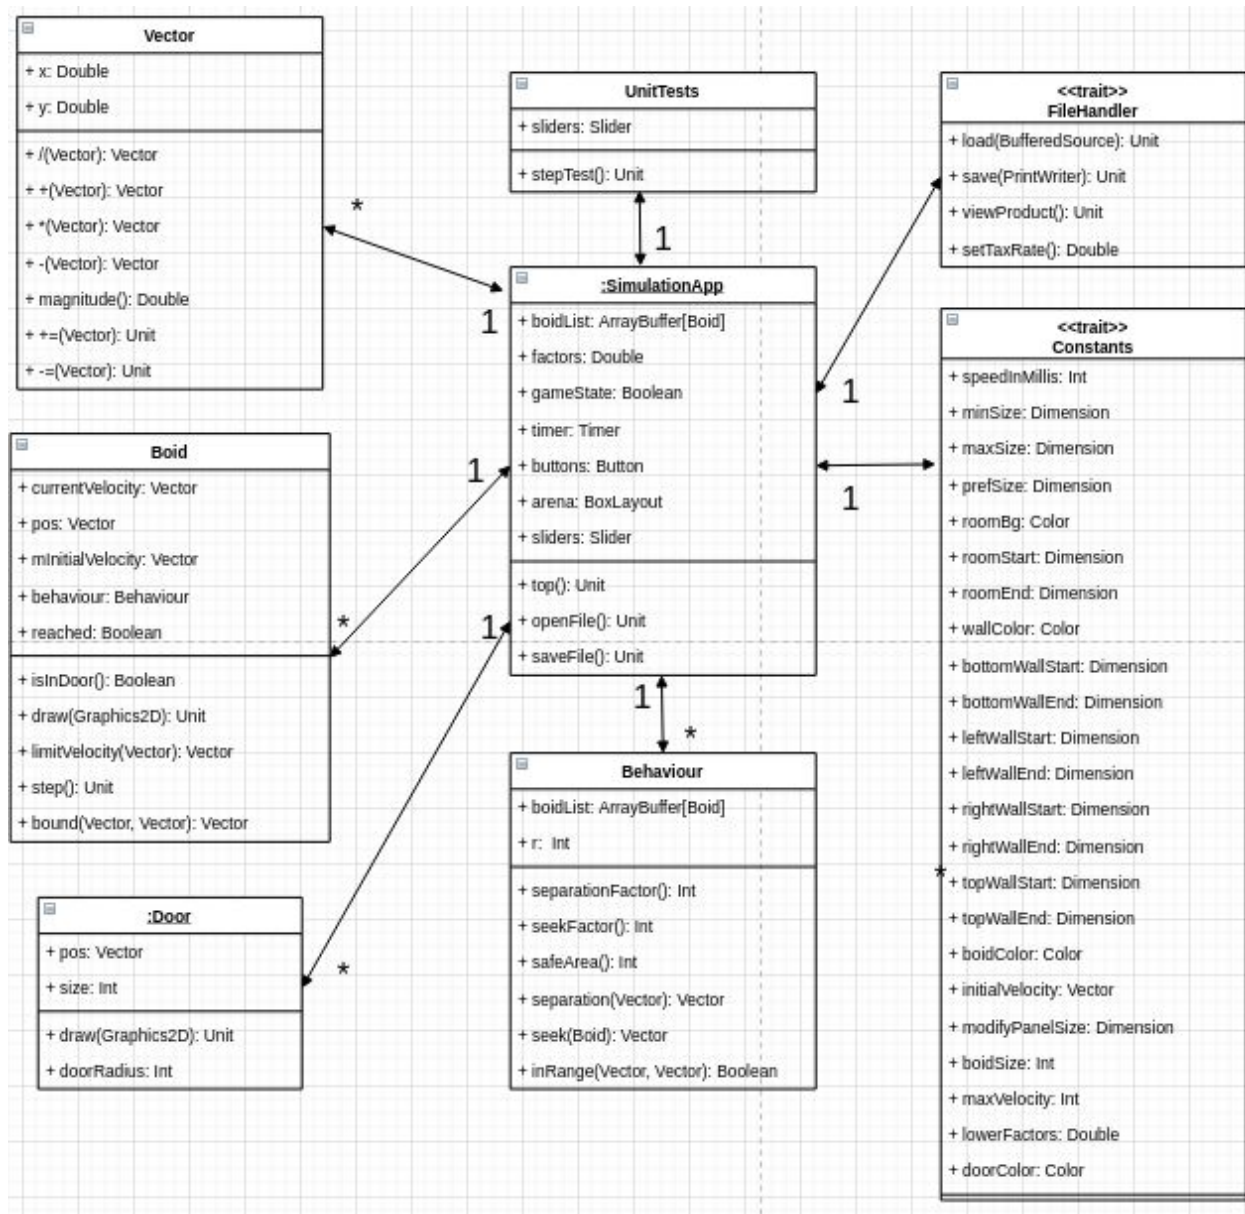 Vector
+ x: Double
+ y: Double
+ /(Vector): Vector
+ +(Vector): Vector
+ *(Vector): Vector
+ -(Vector): Vector
+ magnitude(): Double
+ +=(Vector): Unit
+ -=(Vector): Unit
*
1
Boid
+ currentVelocity: Vector
+ pos: Vector
+ mInitialVelocity: Vector
+ behaviour: Behaviour
+ reached: Boolean
+ isInDoor(): Boolean
+ draw(Graphics2D): Unit
+ limitVelocity(Vector): Vector
+ step(): Unit
+ bound(Vector, Vector): Vector
1
*
:Door
+ pos: Vector
+ size: Int
+ draw(Graphics2D): Unit
+ doorRadius: Int
1
*
UnitTests
+ sliders: Slider
+ stepTest(): Unit
1
:SimulationApp
+ boidList: ArrayBuffer[Boid]
+ factors: Double
+ gameState: Boolean
+ timer: Timer
+ buttons: Button
+ arena: BoxLayout
+ sliders: Slider
+ top(): Unit
+ openFile(): Unit
+ saveFile(): Unit
1
*
Behaviour
+ boidList: ArrayBuffer[Boid]
+ r: Int
+ separationFactor(): Int
+ seekFactor(): Int
+ safeArea(): Int
+ separation(Vector): Vector
+ seek(Boid): Vector
+ inRange(Vector, Vector): Boolean
<<trait>>
FileHandler
+ load(BufferedSource): Unit
+ save(PrintWriter): Unit
+ viewProduct(): Unit
+ setTaxRate(): Double
1
1
<<trait>>
Constants
+ speedInMillis: Int
+ minSize: Dimension
+ maxSize: Dimension
+ prefSize: Dimension
+ roomBg: Color
+ roomStart: Dimension
+ roomEnd: Dimension
+ wallColor: Color
+ bottomWallStart: Dimension
+ bottomWallEnd: Dimension
+ leftWallStart: Dimension
+ leftWallEnd: Dimension
+ rightWallStart: Dimension
+ rightWallEnd: Dimension
*
+ topWallStart: Dimension
+ topWallEnd: Dimension
+ boidColor: Color
+ initialVelocity: Vector
+ modifyPanelSize: Dimension
+ boidSize: Int
+ maxVelocity: Int
+ lowerFactors: Double
+ doorColor: Color